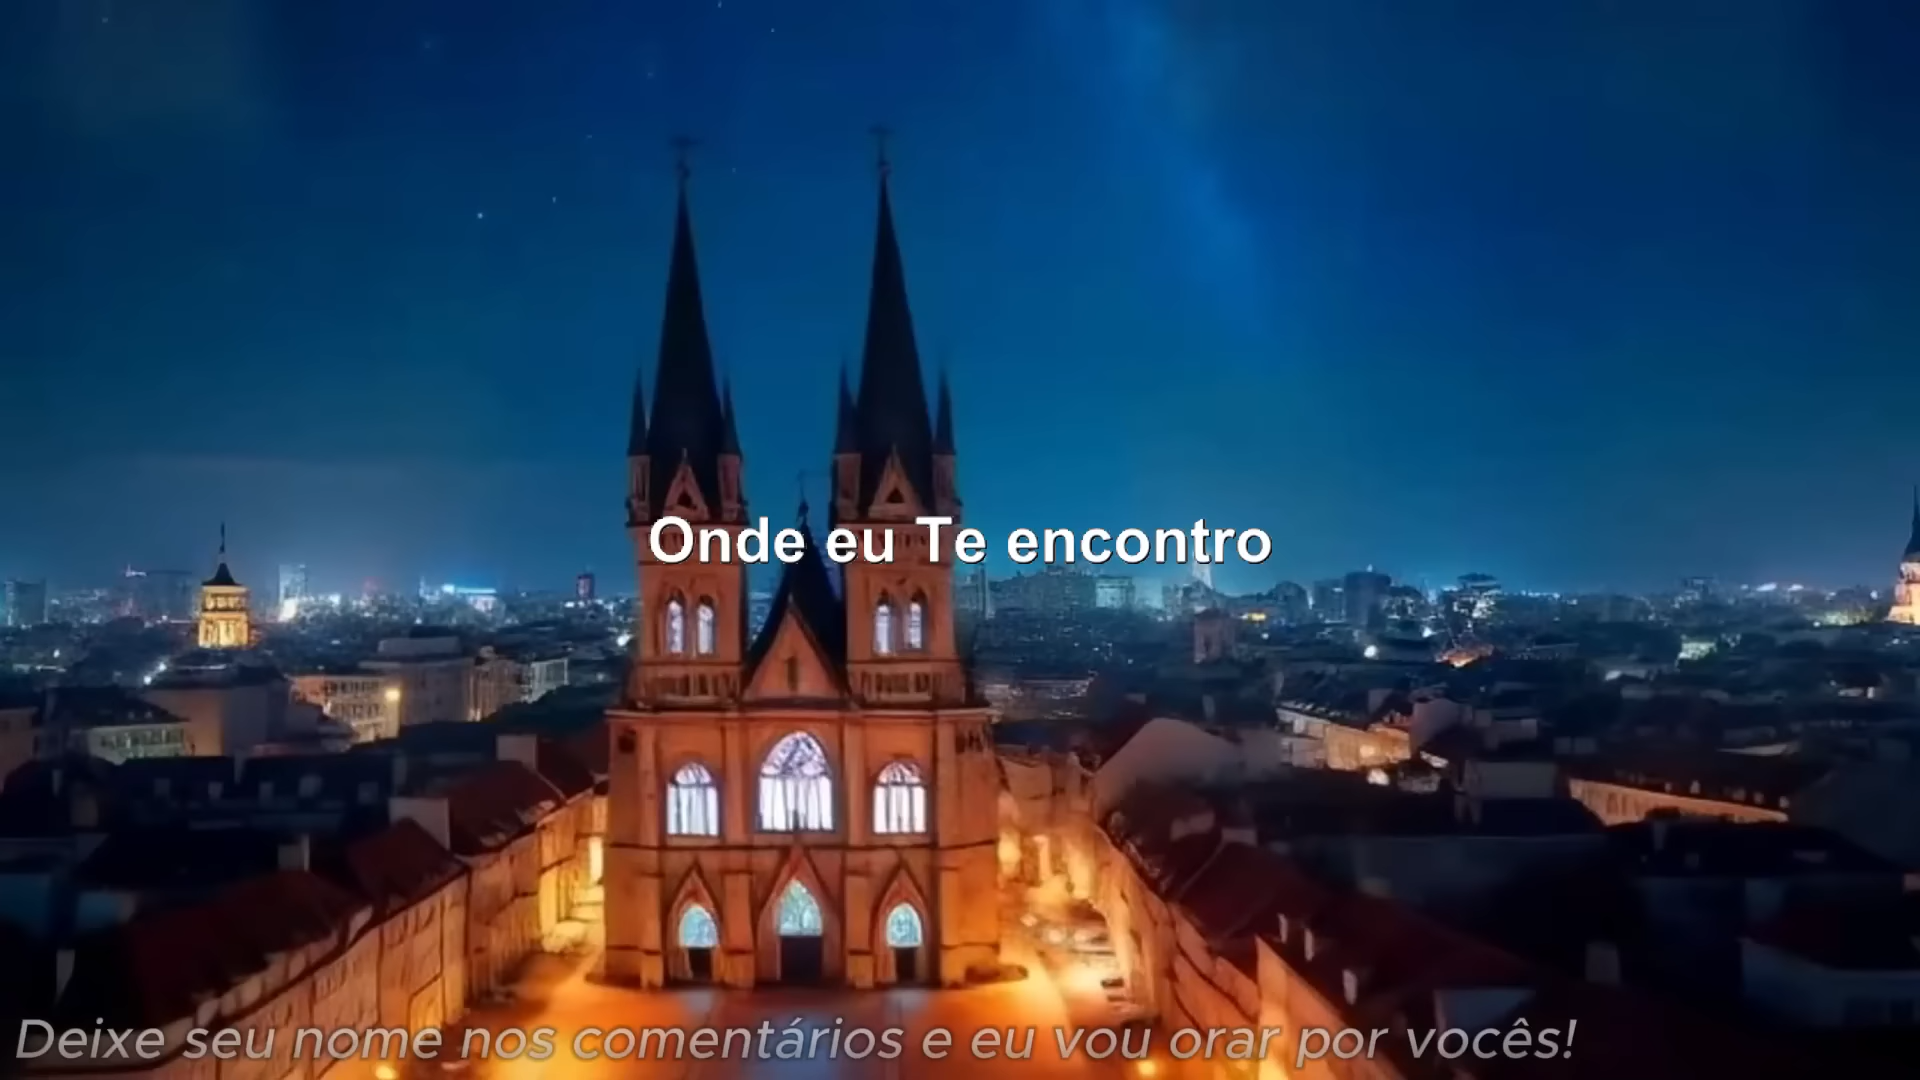 Onde eu Te encontro
Deixe seu nome nos comentários e eu vou orar por vocês!